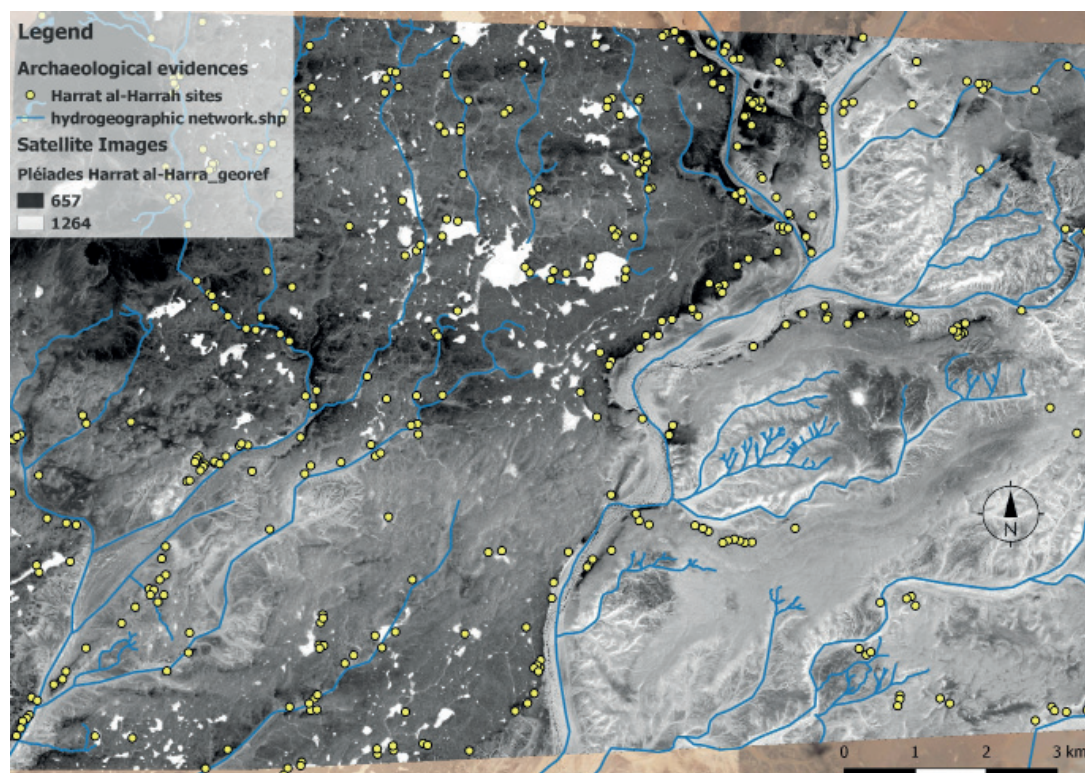 Legend
Archaeological evidences
Harrat al-Harrah sites
hydrogeographic network.shp
Satellite Images
Pléiades Harrat al-Harra_georef
657
1264
N
0 1 2 3 km